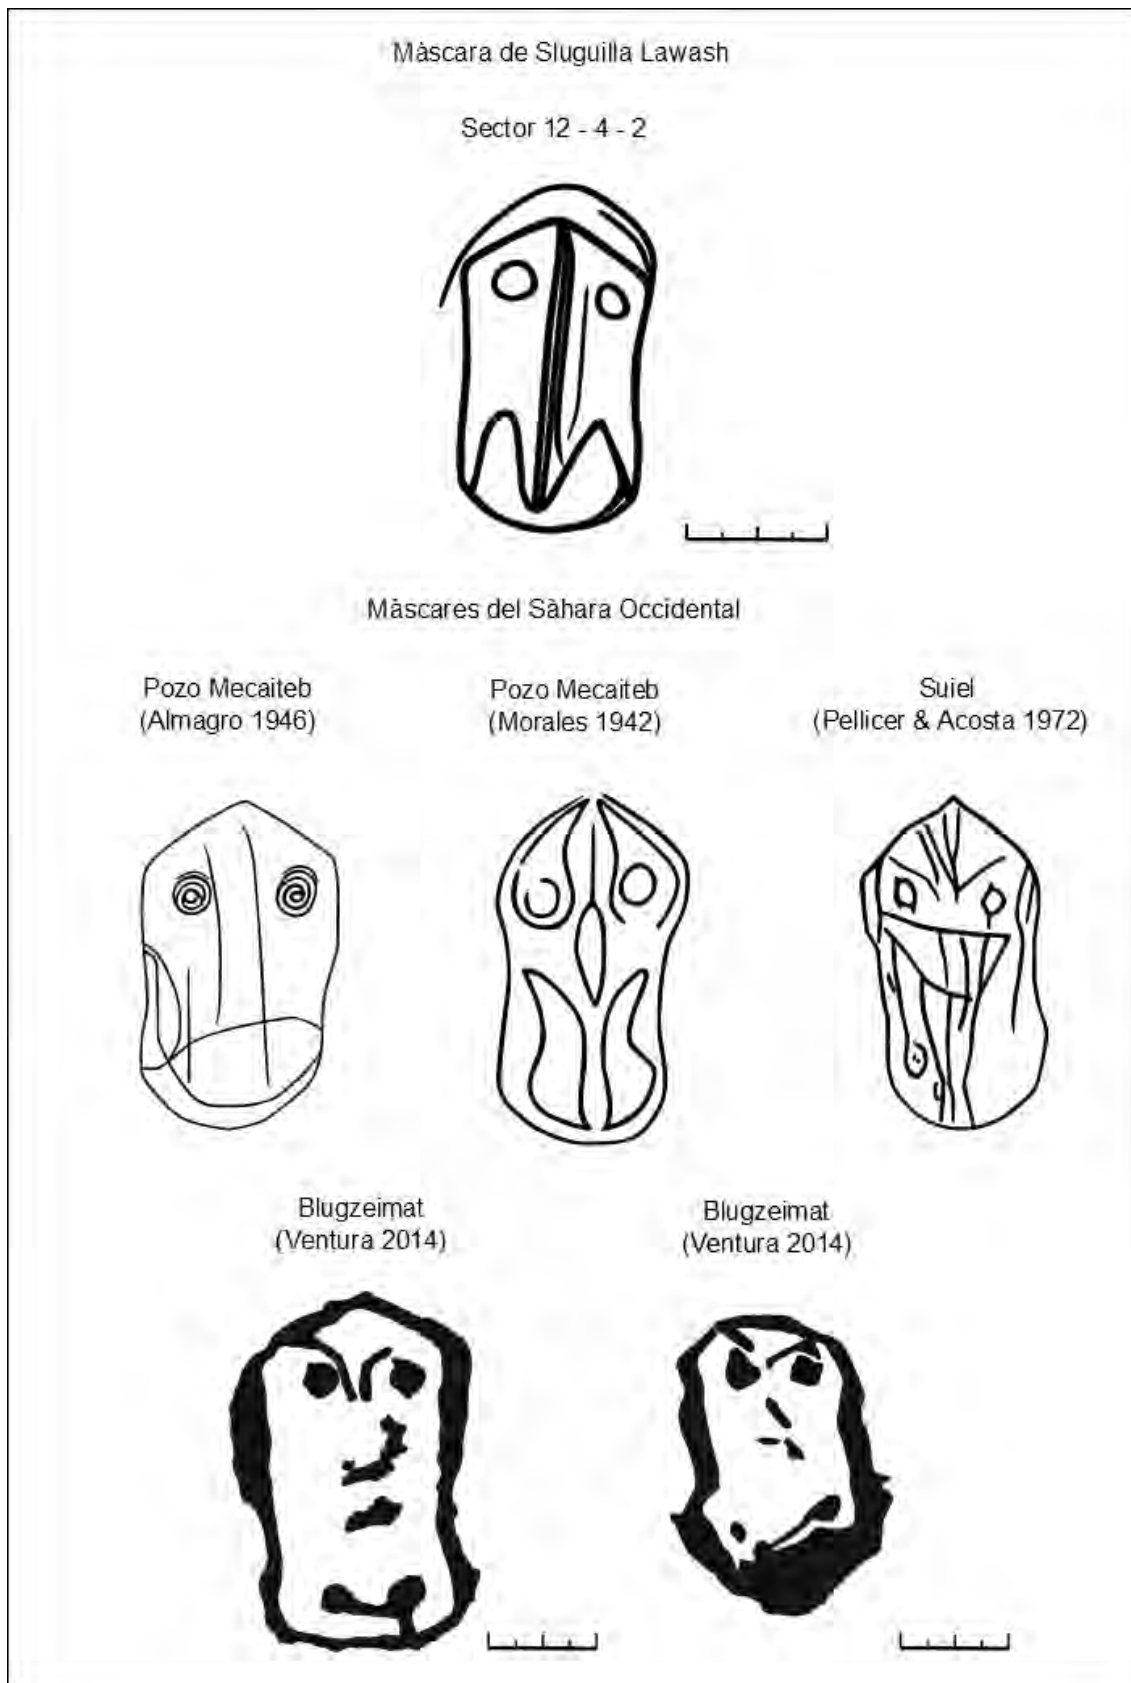 Màscara de Sluguilla Lawash
Sector 12 - 4 - 2
Màscares del Sàhara Occidental
Pozo Mecaiteb
(Almagro 1946)
Pozo Mecaiteb
(Morales 1942)
Suiel
(Pellicer & Acosta 1972)
Blugzeimat
(Ventura 2014)
Blugzeimat
(Ventura 2014)